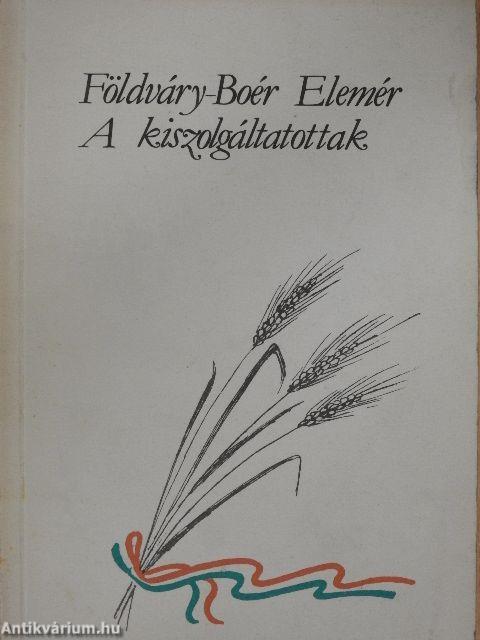 Földváry-Boér Elemér
A kiszolgáltatottak
Antikvárium.hu